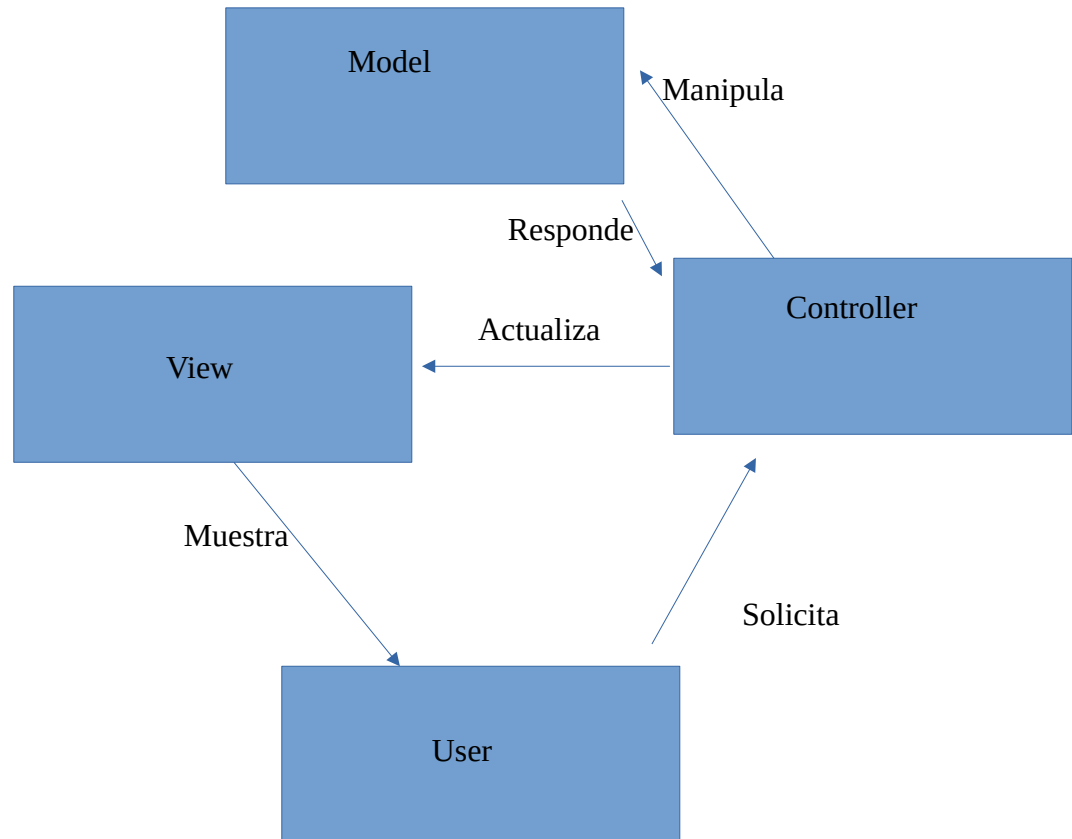 Model
Manipula
Responde
Controller
Actualiza
View
Muestra
Solicita
User